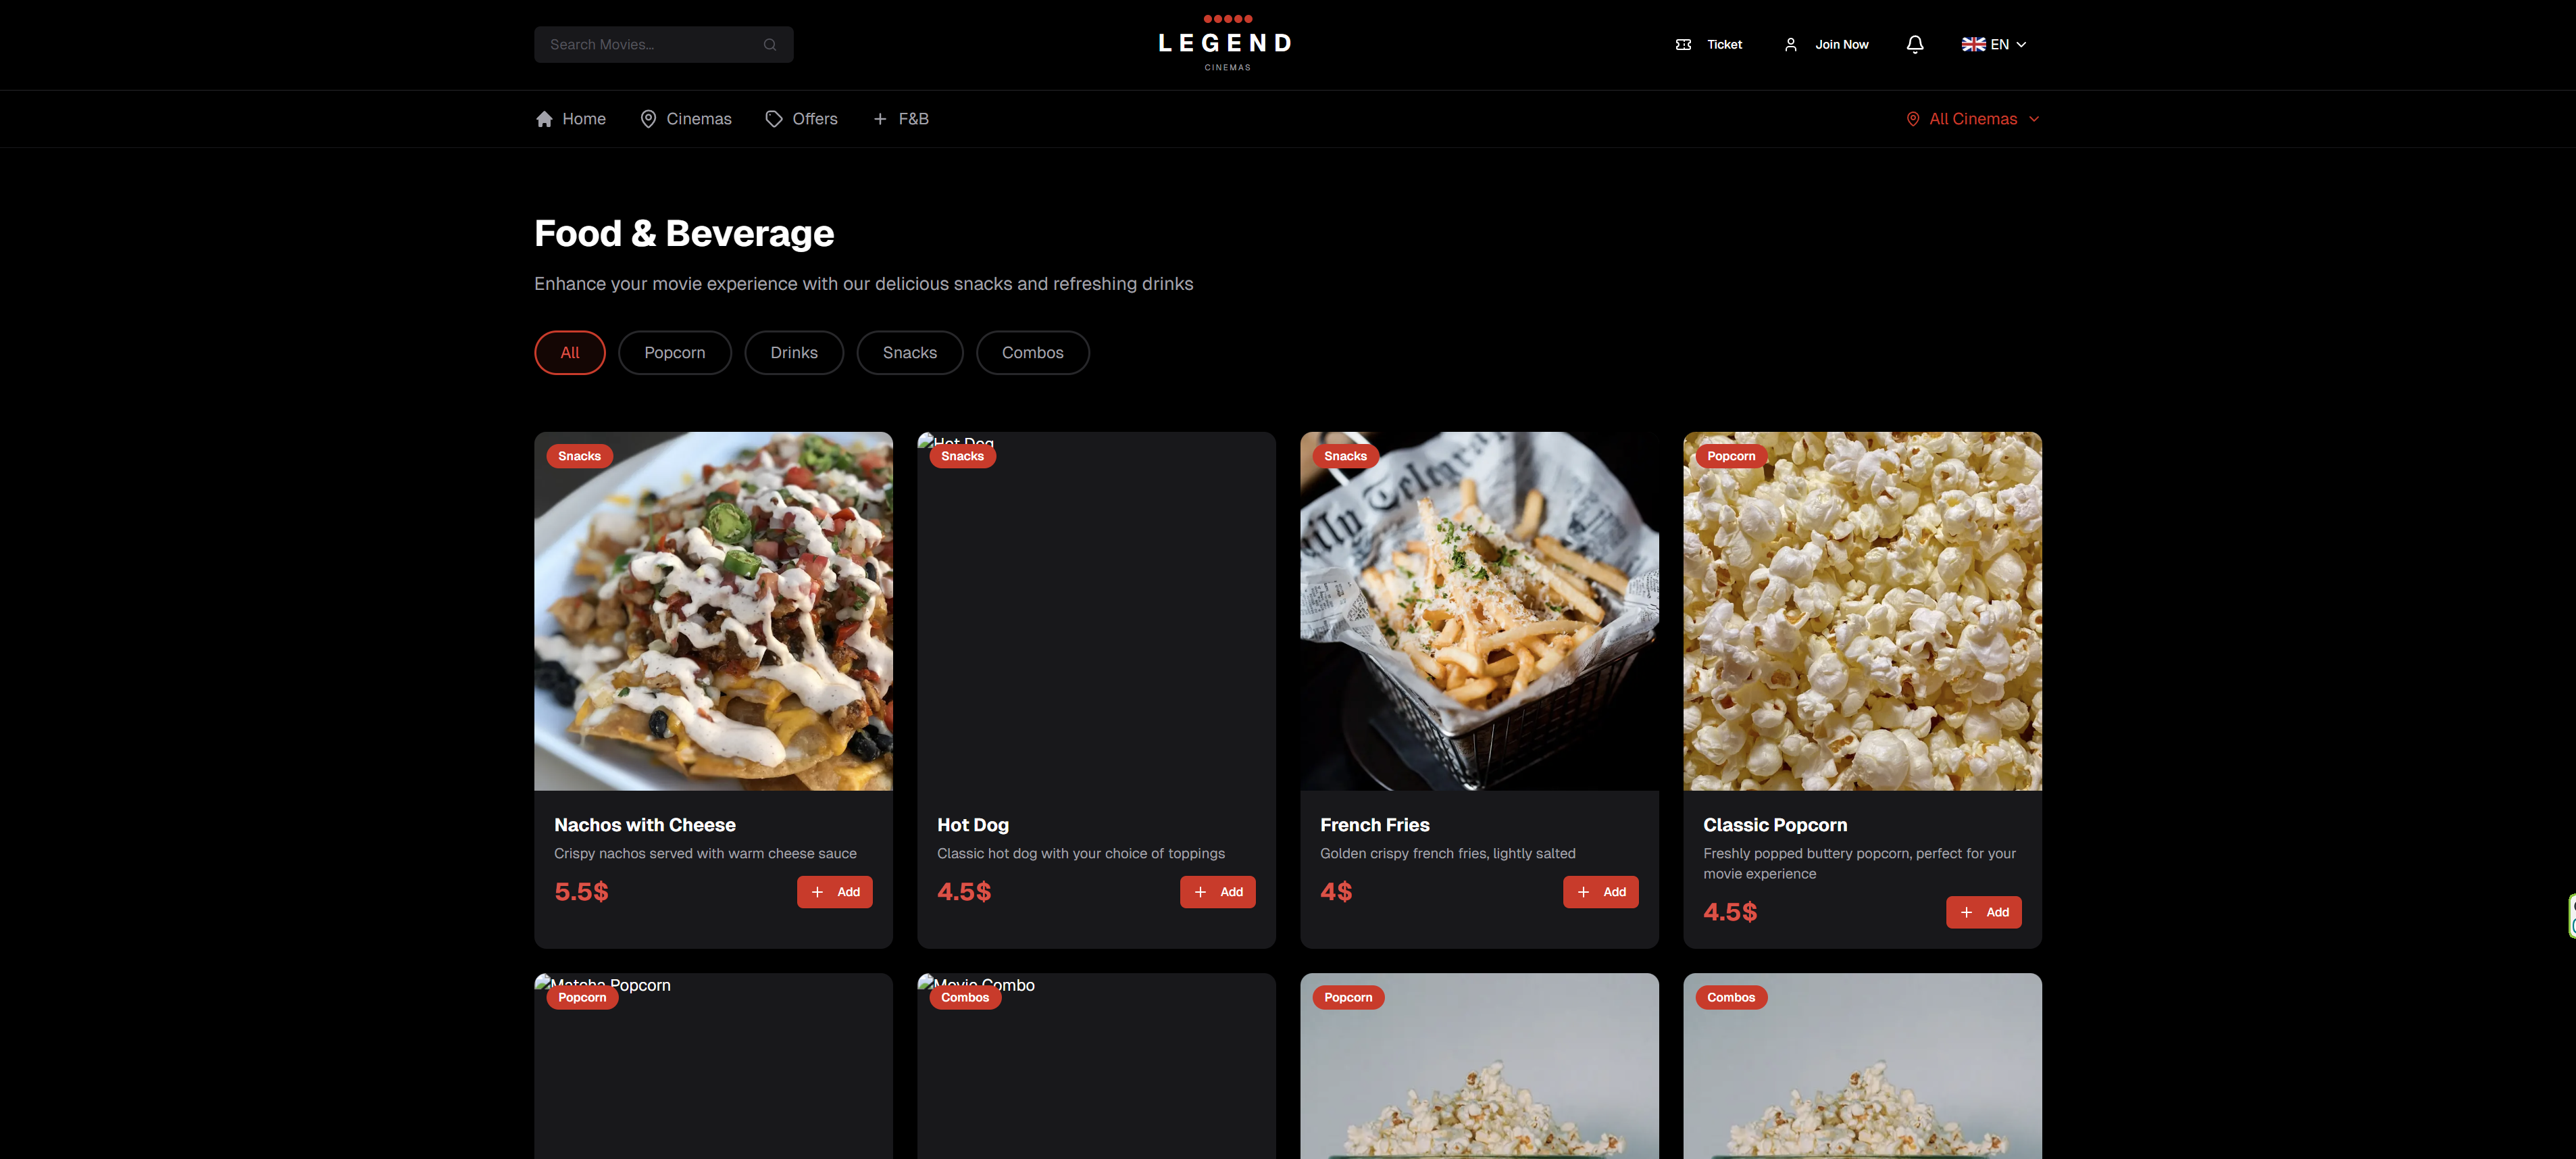 Search Movies...
LEGEND
CINEMAS
Ticket
Join Now
EN
Home
Cinemas
Offers
F&B
All Cinemas
Food & Beverage
Enhance your movie experience with our delicious snacks and refreshing drinks
All
Popcorn
Drinks
Snacks
Combos
Snacks
Nachos with Cheese
Crispy nachos served with warm cheese sauce
5.5$
+ Add
Hot Dog
Snacks
Hot Dog
Classic hot dog with your choice of toppings
4.5$
+ Add
Snacks
French Fries
Golden crispy french fries, lightly salted
4$
+ Add
Popcorn
Classic Popcorn
Freshly popped buttery popcorn, perfect for your
movie experience
4.5$
+ Add
Matcha Popcorn
Popcorn
Movie Combo
Combos
Popcorn
Combos